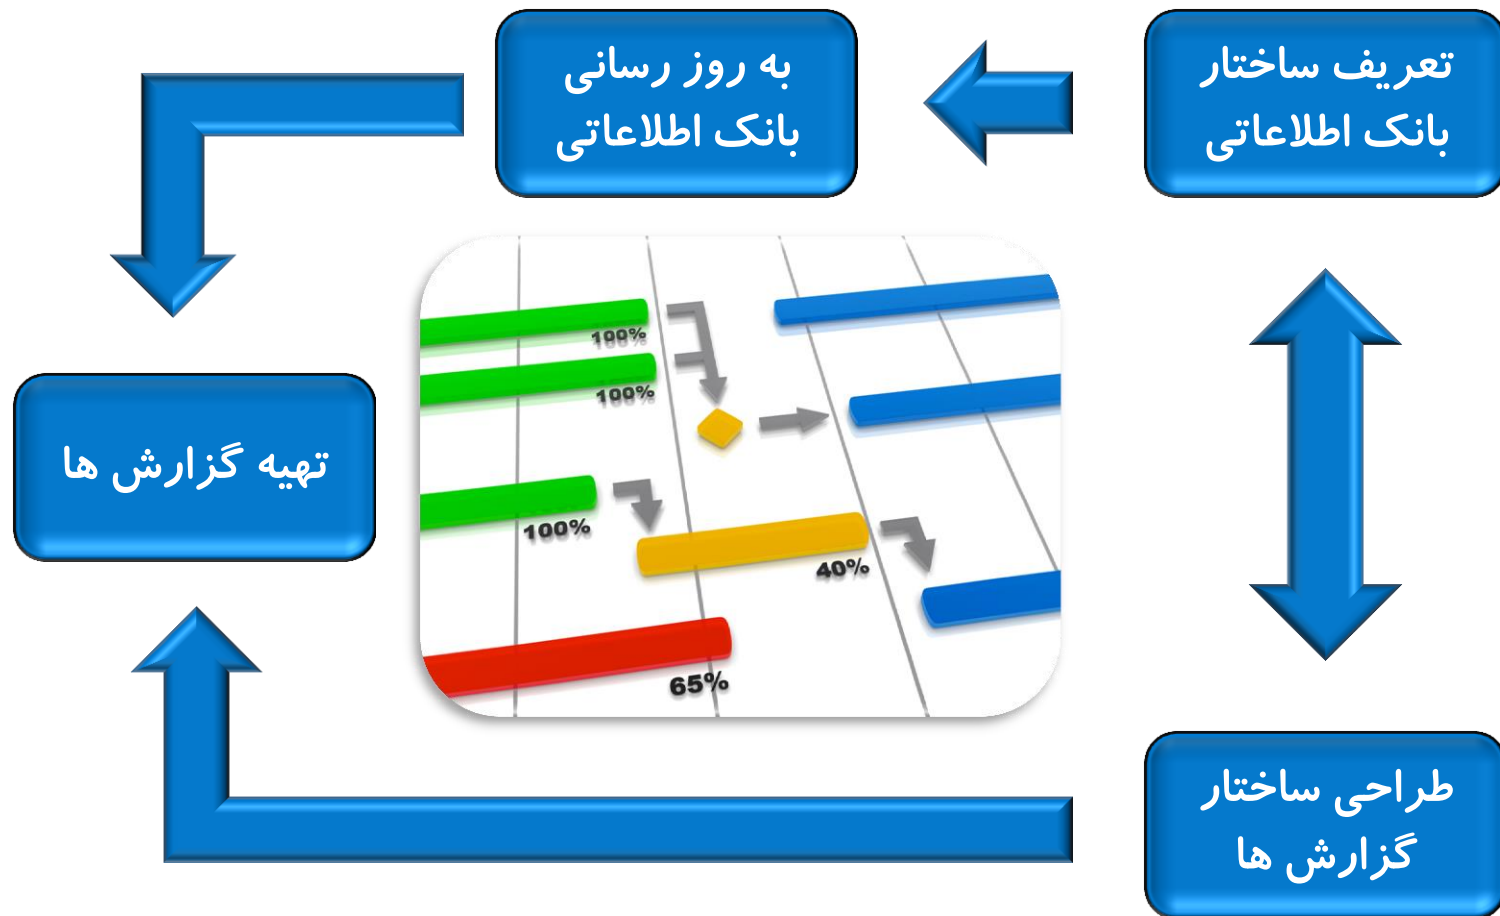 تعریف ساختار
بانک اطلاعاتی
به روز رسانی
بانک اطلاعاتی
تهیه گزارش ها
طراحی ساختار
گزارش ها
100%
100%
100%
40%
65%